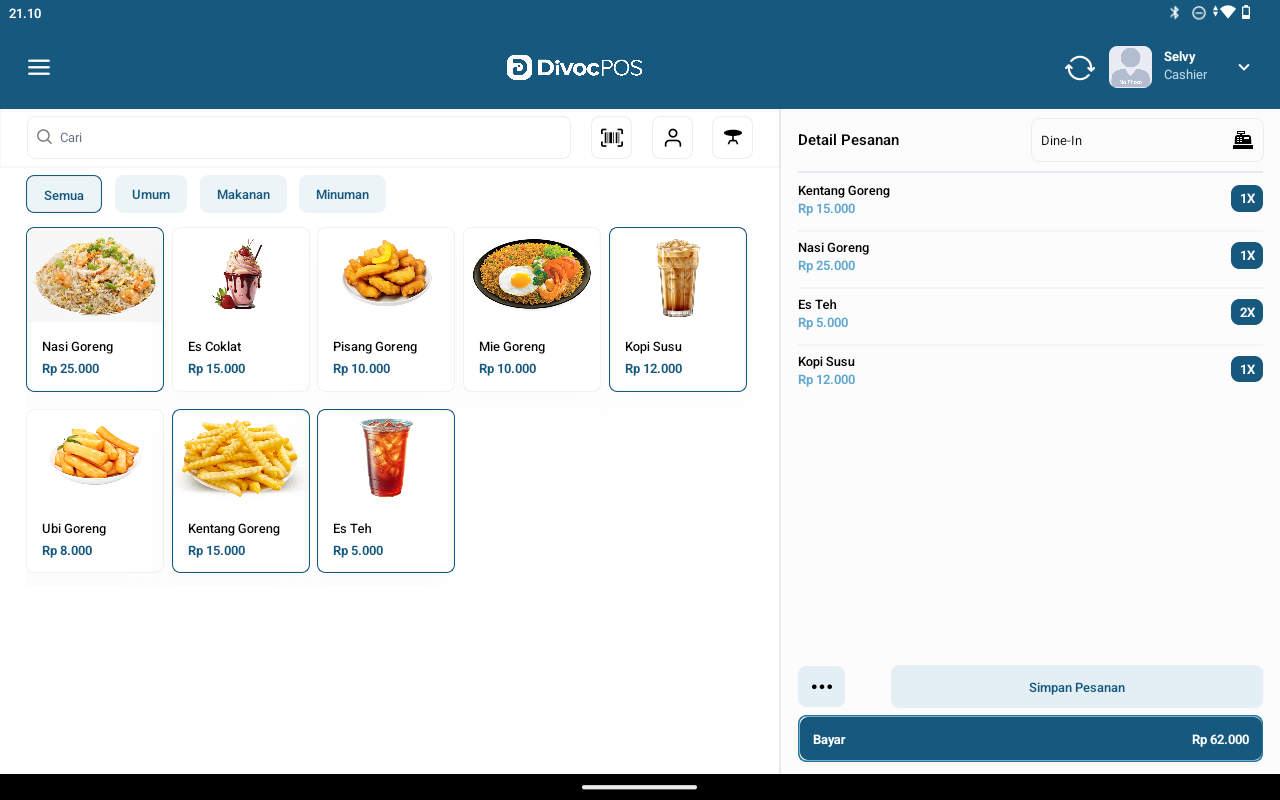 21.10
DivocPOS
Selvy
Cashier
Cari
Semua
Umum
Makanan
Minuman
Nasi Goreng
Rp 25.000
Es Coklat
Rp 15.000
Pisang Goreng
Rp 10.000
Mie Goreng
Rp 10.000
Kopi Susu
Rp 12.000
Ubi Goreng
Rp 8.000
Kentang Goreng
Rp 15.000
Es Teh
Rp 5.000
Detail Pesanan
Dine-In
Kentang Goreng
Rp 15.000
1X
Nasi Goreng
Rp 25.000
1X
Es Teh
Rp 5.000
2X
Kopi Susu
Rp 12.000
1X
Simpan Pesanan
Bayar
Rp 62.000